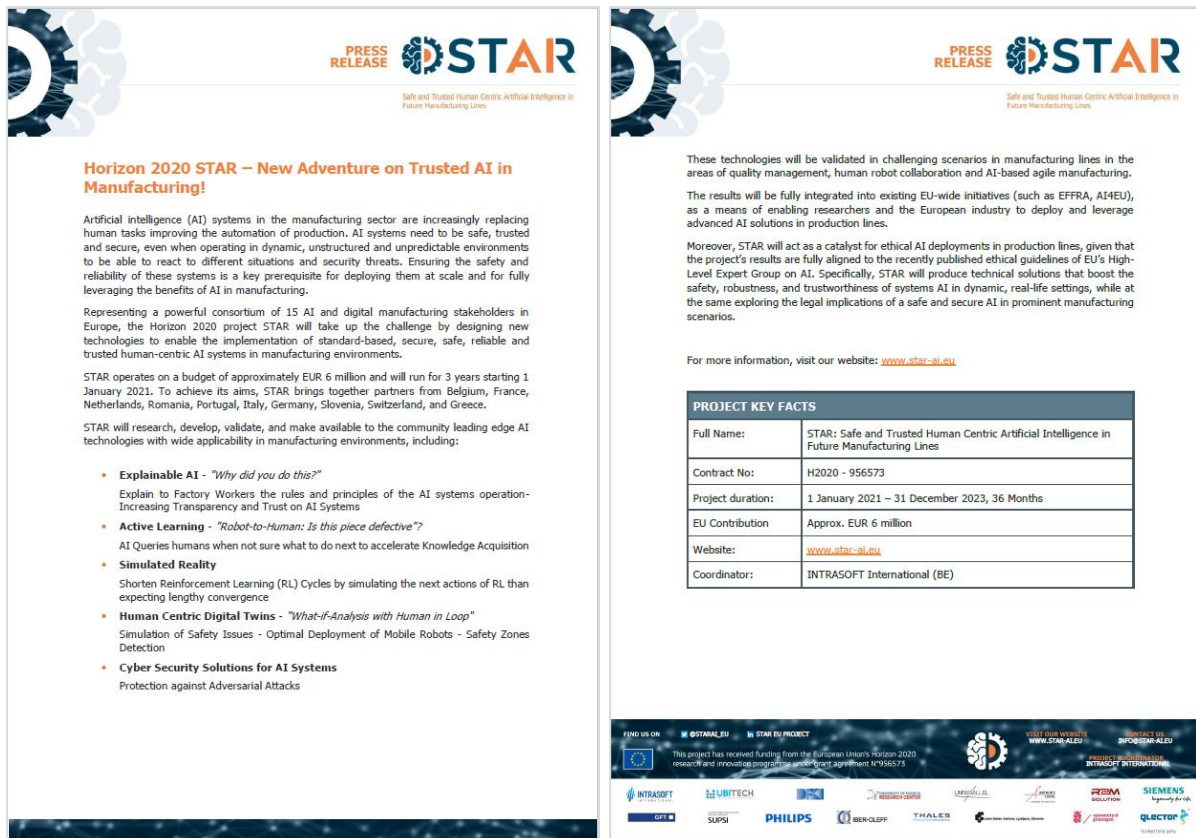 PRESS
RELEASE
STAR
Safe and Trusted Human Centric Artificial Intelligence in
Future Manufacturing Lines
Horizon 2020 STAR – New Adventure on Trusted AI in
Manufacturing!
Artificial intelligence (AI) systems in the manufacturing sector are increasingly replacing
human tasks improving the automation of production. AI systems need to be safe, trusted
and secure, even when operating in dynamic, unstructured and unpredictable environments
to be able to react to different situations and security threats. Ensuring the safety and
reliability of these systems is a key prerequisite for deploying them at scale and for fully
leveraging the benefits of AI in manufacturing.
Representing a powerful consortium of 15 AI and digital manufacturing stakeholders in
Europe, the Horizon 2020 project STAR will take up the challenge by designing new
technologies to enable the implementation of standard-based, secure, safe, reliable and
trusted human-centric AI systems in manufacturing environments.
STAR operates on a budget of approximately EUR 6 million and will run for 3 years starting 1
January 2021. To achieve its aims, STAR brings together partners from Belgium, France,
Netherlands, Romania, Portugal, Italy, Germany, Slovenia, Switzerland, and Greece.
STAR will research, develop, validate, and make available to the community leading edge AI
technologies with wide applicability in manufacturing environments, including:
• Explainable AI - "Why did you do this?"
Explain to Factory Workers the rules and principles of the AI systems operation-
Increasing Transparency and Trust on AI Systems
• Active Learning - "Robot-to-Human: Is this piece defective"?
AI Queries humans when not sure what to do next to accelerate Knowledge Acquisition
• Simulated Reality
Shorten Reinforcement Learning (RL) Cycles by simulating the next actions of RL than
expecting lengthy convergence
• Human Centric Digital Twins - "What-if-Analysis with Human in Loop"
Simulation of Safety Issues - Optimal Deployment of Mobile Robots - Safety Zones
Detection
• Cyber Security Solutions for AI Systems
Protection against Adversarial Attacks
PRESS
RELEASE
STAR
Safe and Trusted Human Centric Artificial Intelligence in
Future Manufacturing Lines
These technologies will be validated in challenging scenarios in manufacturing lines in the
areas of quality management, human robot collaboration and AI-based agile manufacturing.
The results will be fully integrated into existing EU-wide initiatives (such as EFFRA, AI4EU),
as a means of enabling researchers and the European industry to deploy and leverage
advanced AI solutions in production lines.
Moreover, STAR will act as a catalyst for ethical AI deployments in production lines, given that
the project's results are fully aligned to the recently published ethical guidelines of EU's High-
Level Expert Group on AI. Specifically, STAR will produce technical solutions that boost the
safety, robustness, and trustworthiness of systems AI in dynamic, real-life settings, while at
the same exploring the legal implications of a safe and secure AI in prominent manufacturing
scenarios.
For more information, visit our website: www.star-ai.eu
PROJECT KEY FACTS
Full Name: STAR: Safe and Trusted Human Centric Artificial Intelligence in
Future Manufacturing Lines
Contract No: H2020 - 956573
Project duration: 1 January 2021 – 31 December 2023, 36 Months
EU Contribution Approx. EUR 6 million
Website: www.star-ai.eu
Coordinator: INTRASOFT International (BE)
FIND US ON @STARAI_EU STAR EU PROJECT
VISIT OUR WEBSITE
WWW.STAR-AI.EU
CONTACT US
INFO@STAR-AI.EU
This project has received funding from the European Union's Horizon 2020
research and innovation programme under grant agreement N°956573
PROJECT COORDINATOR
INTRASOFT INTERNATIONAL
INTRASOFT
INTERNATIONAL
UBITECH
RESEARCH CENTER
R2M
SOLUTION
SIEMENS
Ingenuity for life
GFT
SUPSI
PHILIPS
IBER-OLEFF
THALES
university of
groningen
QLECTOR